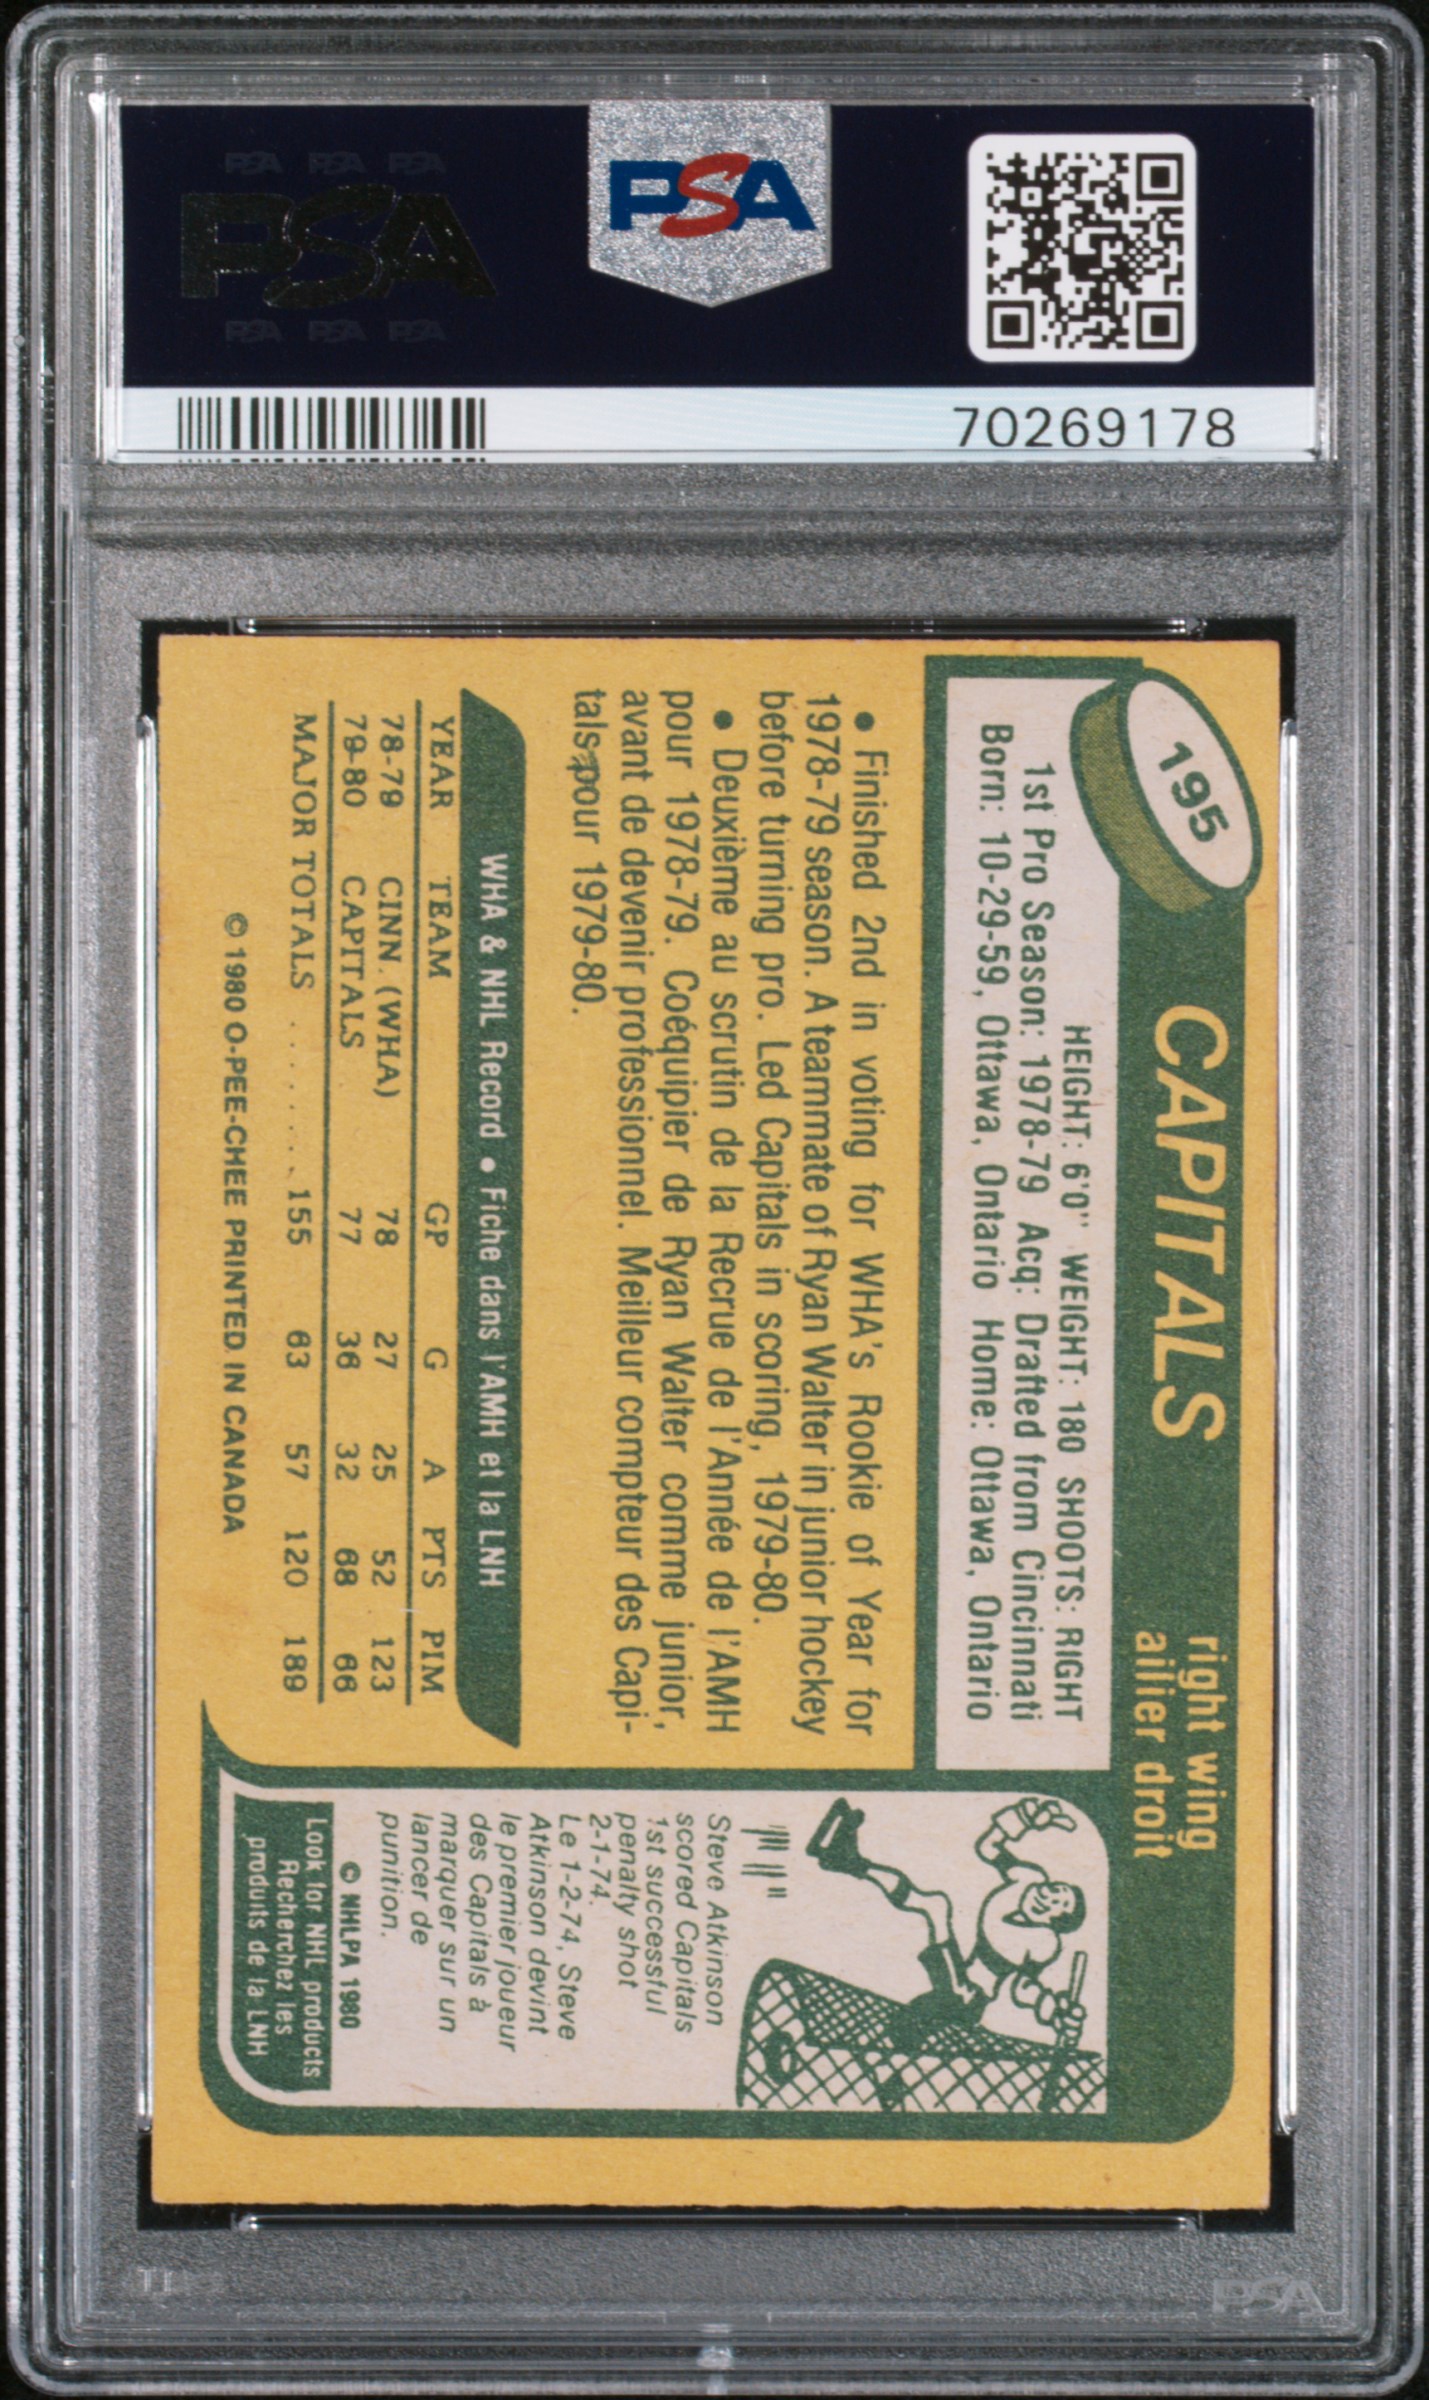 PSA PSA PSA
PSA
PSA PSA PSA
PSA
70269178
195
CAPITALS
right wing
ailier droit
HEIGHT: 6'0" WEIGHT: 180 SHOOTS: RIGHT
1st Pro Season: 1978-79 Acq: Drafted from Cincinnati
Born: 10-29-59, Ottawa, Ontario Home: Ottawa, Ontario
• Finished 2nd in voting for WHA's Rookie of Year for
1978-79 season. A teammate of Ryan Walter in junior hockey
before turning pro. Led Capitals in scoring, 1979-80.
• Deuxième au scrutin de la Recrue de l'Année de l'AMH
pour 1978-79. Coéquipier de Ryan Walter comme junior,
avant de devenir professionnel. Meilleur compteur des Capi-
tals pour 1979-80.
WHA & NHL Record • Fiche dans l'AMH et la LNH
YEAR TEAM GP G A PTS PIM
78-79 CINN. (WHA) 78 27 25 52 123
79-80 CAPITALS 77 36 32 68 66
MAJOR TOTALS ........ 155 63 57 120 189
© 1980 O-PEE-CHEE PRINTED IN CANADA
Steve Atkinson
scored Capitals
1st successful
penalty shot
2-1-74.
Le 1-2-74, Steve
Atkinson devint
le premier joueur
des Capitals à
marquer sur un
lancer de
punition.
© NHLPA 1980
Look for NHL products
Recherchez les
produits de la LNH
PSA